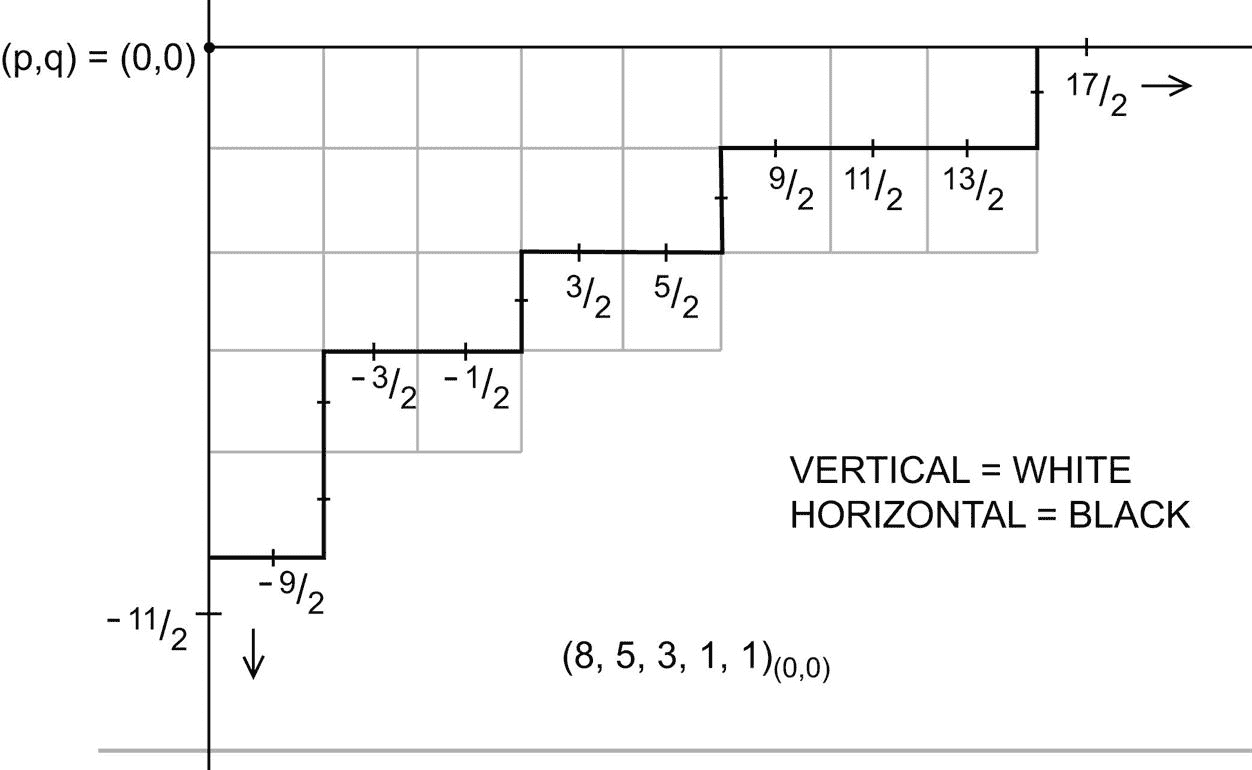 (p,q) = (0,0)
17/2
9/2 11/2 13/2
3/2 5/2
-3/2 -1/2
VERTICAL = WHITE
HORIZONTAL = BLACK
-9/2
-11/2
(8, 5, 3, 1, 1)(0,0)